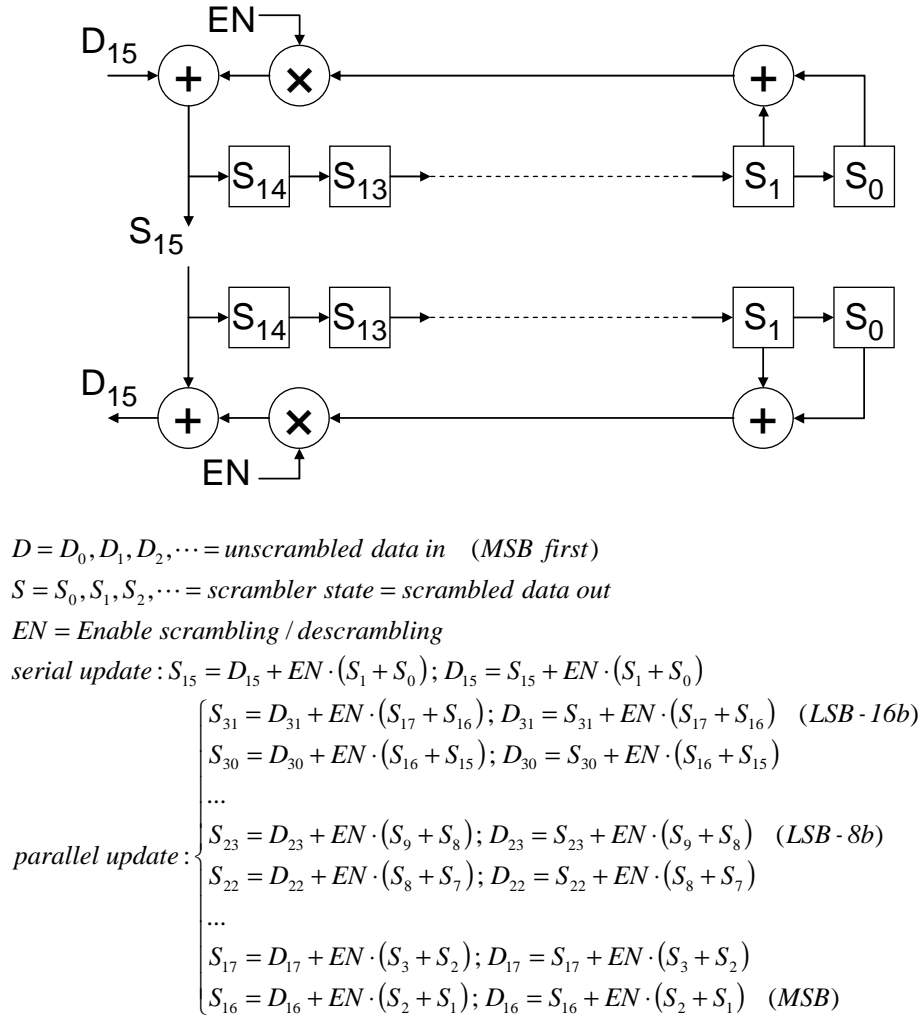 EN
D₁₅
+ × +
S₁₄ S₁₃ S₁ S₀
S₁₅
S₁₄ S₁₃ S₁ S₀
D₁₅
+ × +
EN
D = D₀, D₁, D₂, ⋯ = unscrambled data in (MSB first)
S = S₀, S₁, S₂, ⋯ = scrambler state = scrambled data out
EN = Enable scrambling / descrambling
serial update : S₁₅ = D₁₅ + EN · (S₁ + S₀); D₁₅ = S₁₅ + EN · (S₁ + S₀)
S₃₁ = D₃₁ + EN · (S₁₇ + S₁₆); D₃₁ = S₃₁ + EN · (S₁₇ + S₁₆) (LSB - 16b)
S₃₀ = D₃₀ + EN · (S₁₆ + S₁₅); D₃₀ = S₃₀ + EN · (S₁₆ + S₁₅)
...
parallel update : { S₂₃ = D₂₃ + EN · (S₉ + S₈); D₂₃ = S₂₃ + EN · (S₉ + S₈) (LSB - 8b)
S₂₂ = D₂₂ + EN · (S₈ + S₇); D₂₂ = S₂₂ + EN · (S₈ + S₇)
...
S₁₇ = D₁₇ + EN · (S₃ + S₂); D₁₇ = S₁₇ + EN · (S₃ + S₂)
S₁₆ = D₁₆ + EN · (S₂ + S₁); D₁₆ = S₁₆ + EN · (S₂ + S₁) (MSB)